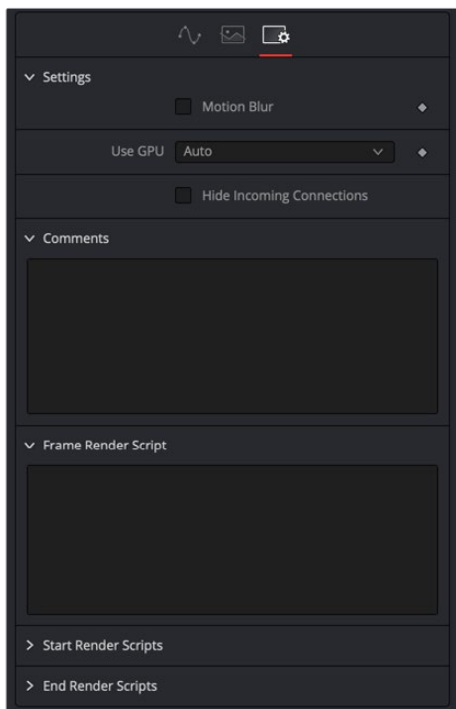 Settings
Motion Blur
Use GPU Auto
Hide Incoming Connections
Comments
Frame Render Script
Start Render Scripts
End Render Scripts